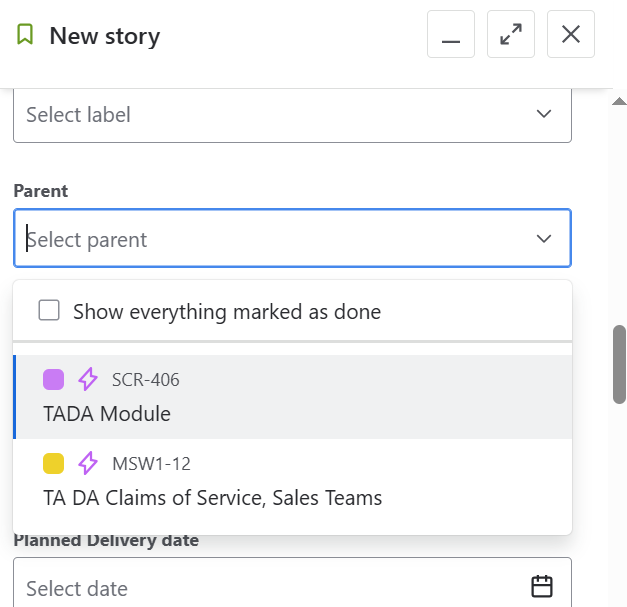 New story
Select label
Parent
Select parent
Show everything marked as done
SCR-406
TADA Module
MSW1-12
TA DA Claims of Service, Sales Teams
Planned Delivery date
Select date